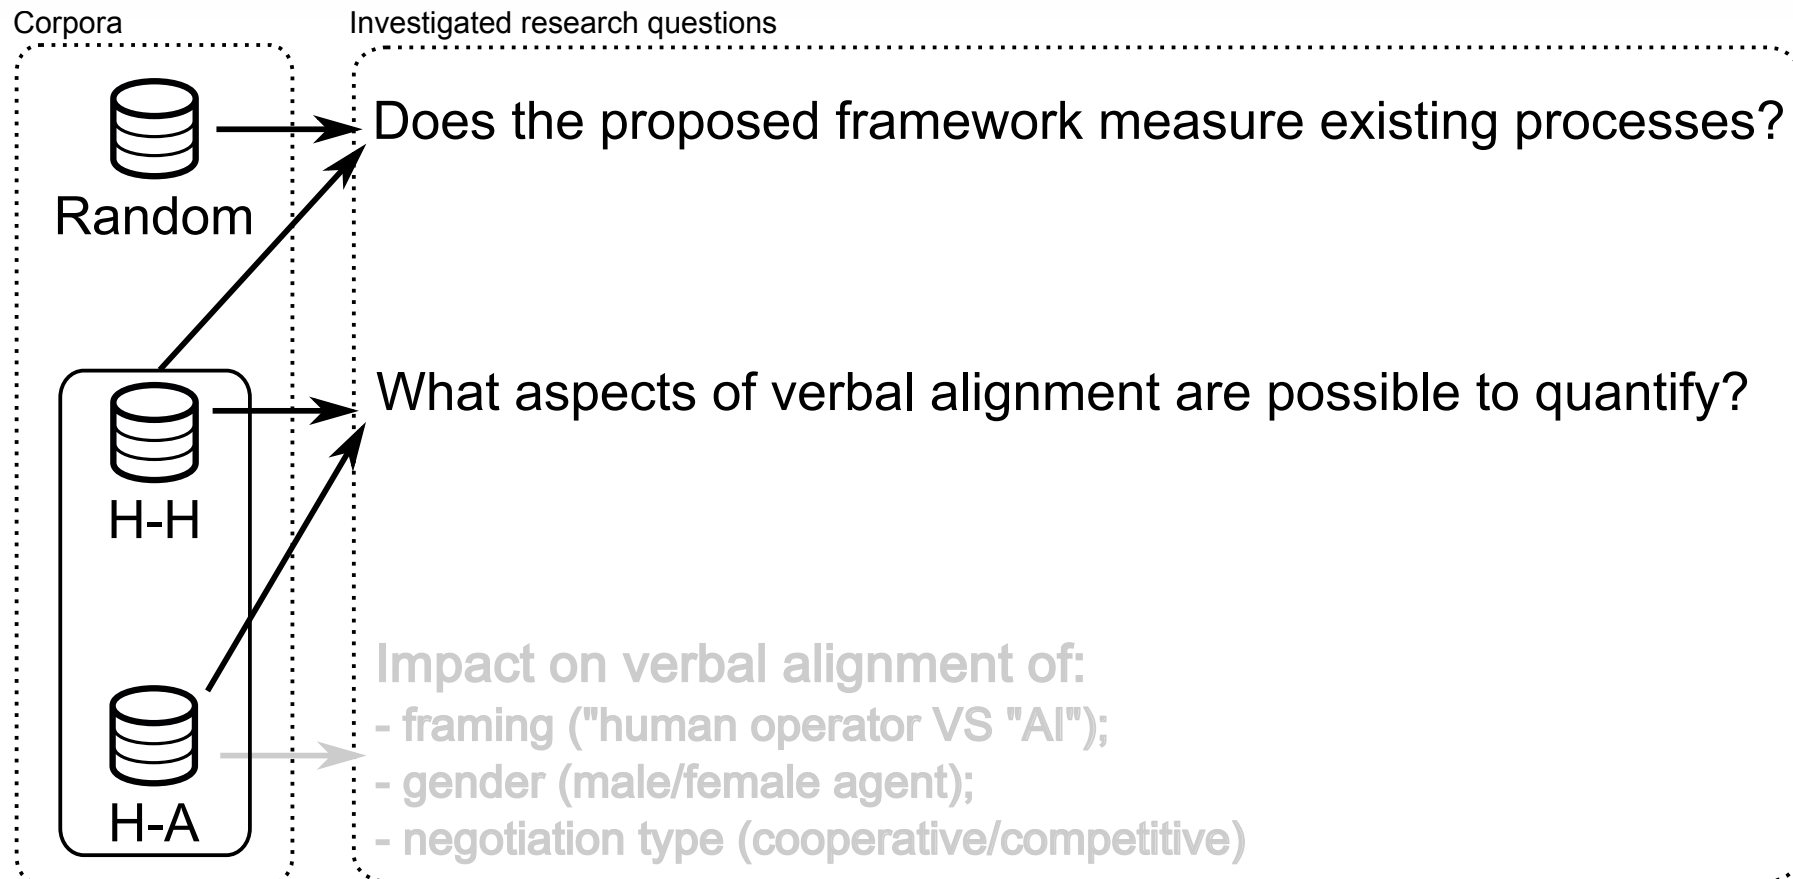 Corpora
Investigated research questions
Random
Does the proposed framework measure existing processes?
H-H
What aspects of verbal alignment are possible to quantify?
H-A
Impact on verbal alignment of:
- framing ("human operator VS "AI");
- gender (male/female agent);
- negotiation type (cooperative/competitive)